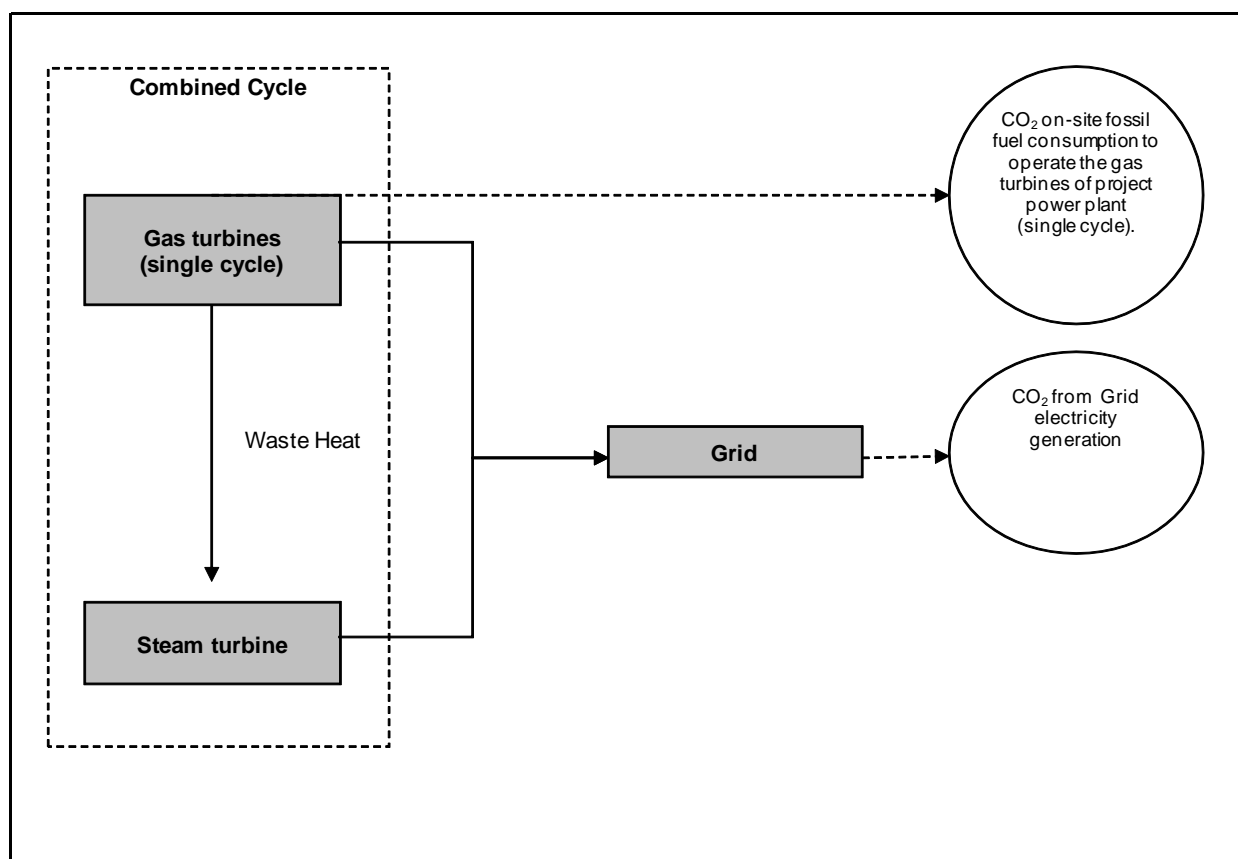 Combined Cycle
CO₂ on-site fossil
fuel consumption to
operate the gas
turbines of project
power plant
(single cycle).
Gas turbines
(single cycle)
Waste Heat
Grid
CO₂ from Grid
electricity
generation
Steam turbine